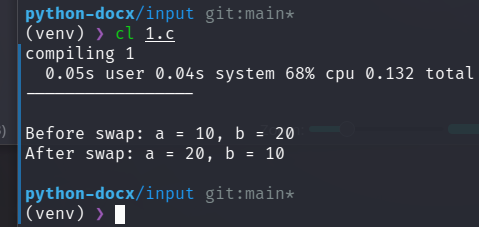 python-docx/input git:main*
(venv) ❯ cl 1.c
compiling 1
  0.05s user 0.04s system 68% cpu 0.132 total
—————————————————
Before swap: a = 10, b = 20
After swap: a = 20, b = 10
python-docx/input git:main*
(venv) ❯